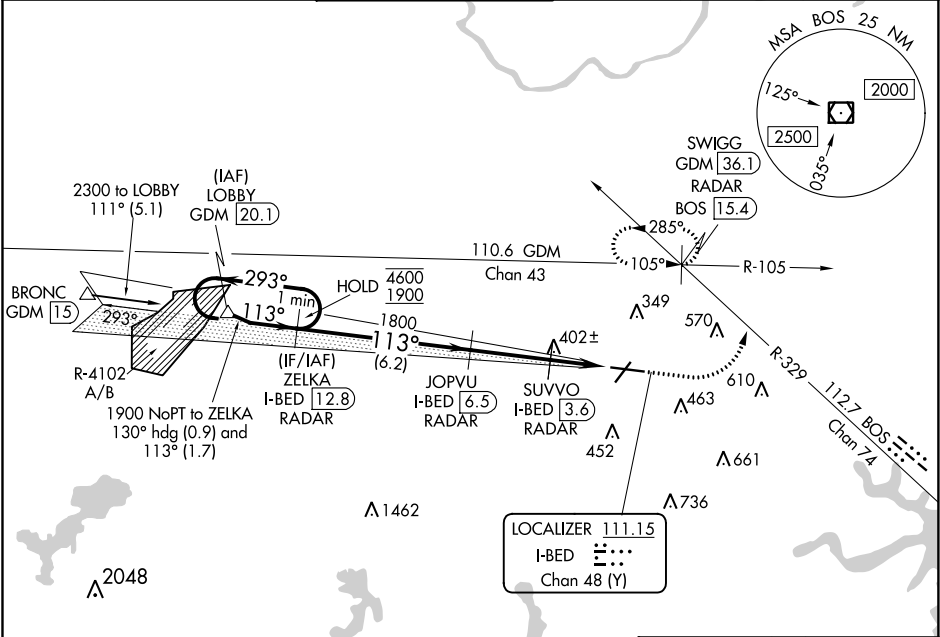 MSA BOS 25 NM
125°
2000
2500
035°
SWIGG
GDM 36.1
RADAR
BOS 15.4
(IAF)
LOBBY
GDM 20.1
2300 to LOBBY
111° (5.1)
285°
105°
110.6 GDM
Chan 43
R-105
BRONC
GDM 15
293°
293°
1 min
113°
HOLD
4600
1900
1800
113°
(6.2)
349
570
402±
R-4102
A/B
(IF/IAF)
ZELKA
I-BED 12.8
RADAR
JOPVU
I-BED 6.5
RADAR
SUVVO
I-BED 3.6
RADAR
R-329
112.7 BOS
Chan 74
610
463
452
1900 NoPT to ZELKA
130° hdg (0.9) and
113° (1.7)
661
736
1462
LOCALIZER 111.15
I-BED
Chan 48 (Y)
2048